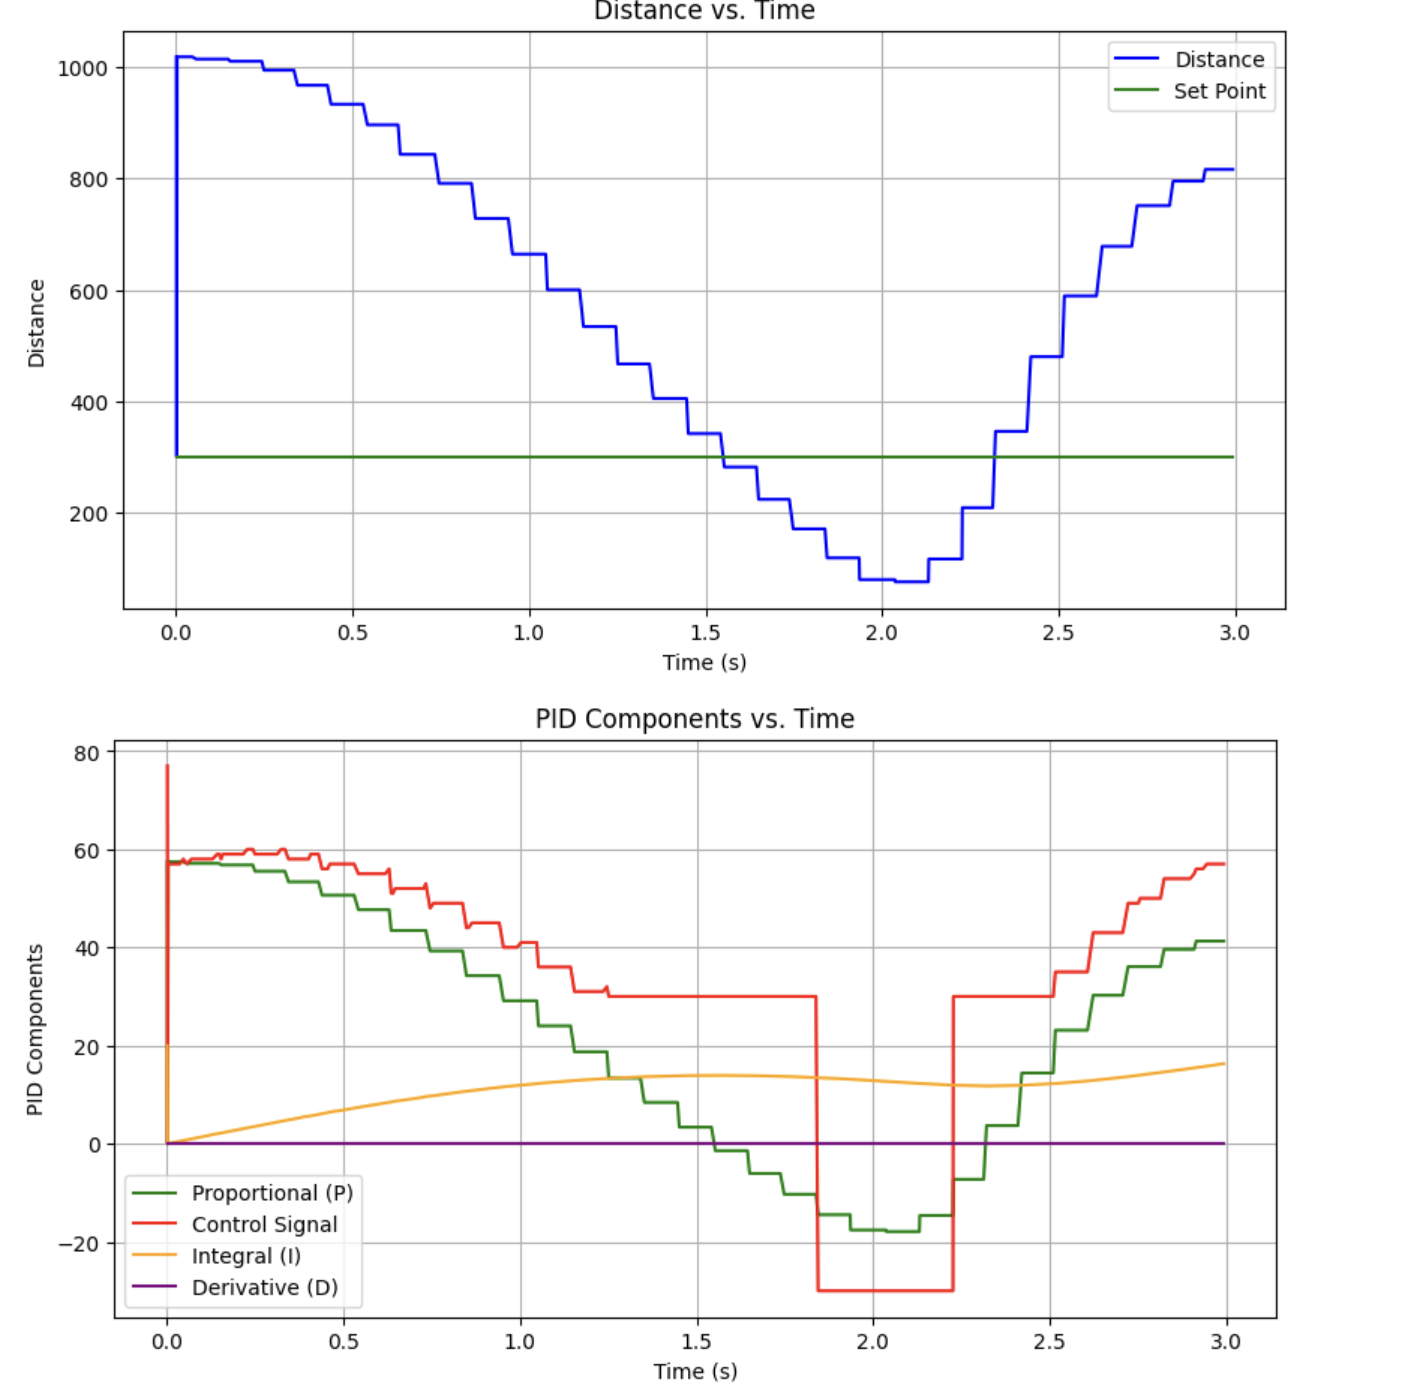 Distance vs. Time
Distance
Set Point
1000
800
600
400
200
Distance
0.0 0.5 1.0 1.5 2.0 2.5 3.0
Time (s)
PID Components vs. Time
80
60
40
20
0
−20
PID Components
Proportional (P)
Control Signal
Integral (I)
Derivative (D)
0.0 0.5 1.0 1.5 2.0 2.5 3.0
Time (s)